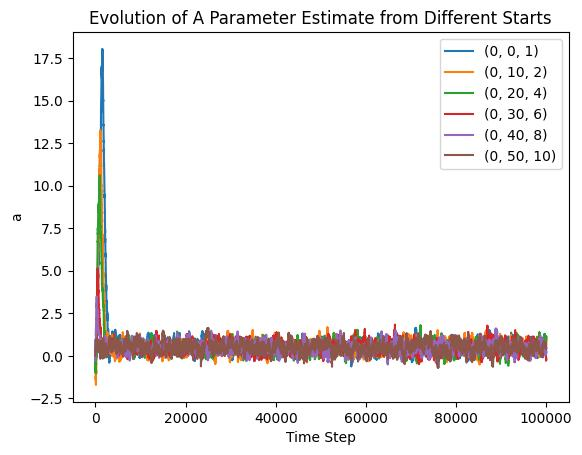 Evolution of A Parameter Estimate from Different Starts
(0, 0, 1)
(0, 10, 2)
(0, 20, 4)
(0, 30, 6)
(0, 40, 8)
(0, 50, 10)
17.5
15.0
12.5
10.0
7.5
5.0
2.5
0.0
−2.5
a
0 20000 40000 60000 80000 100000
Time Step